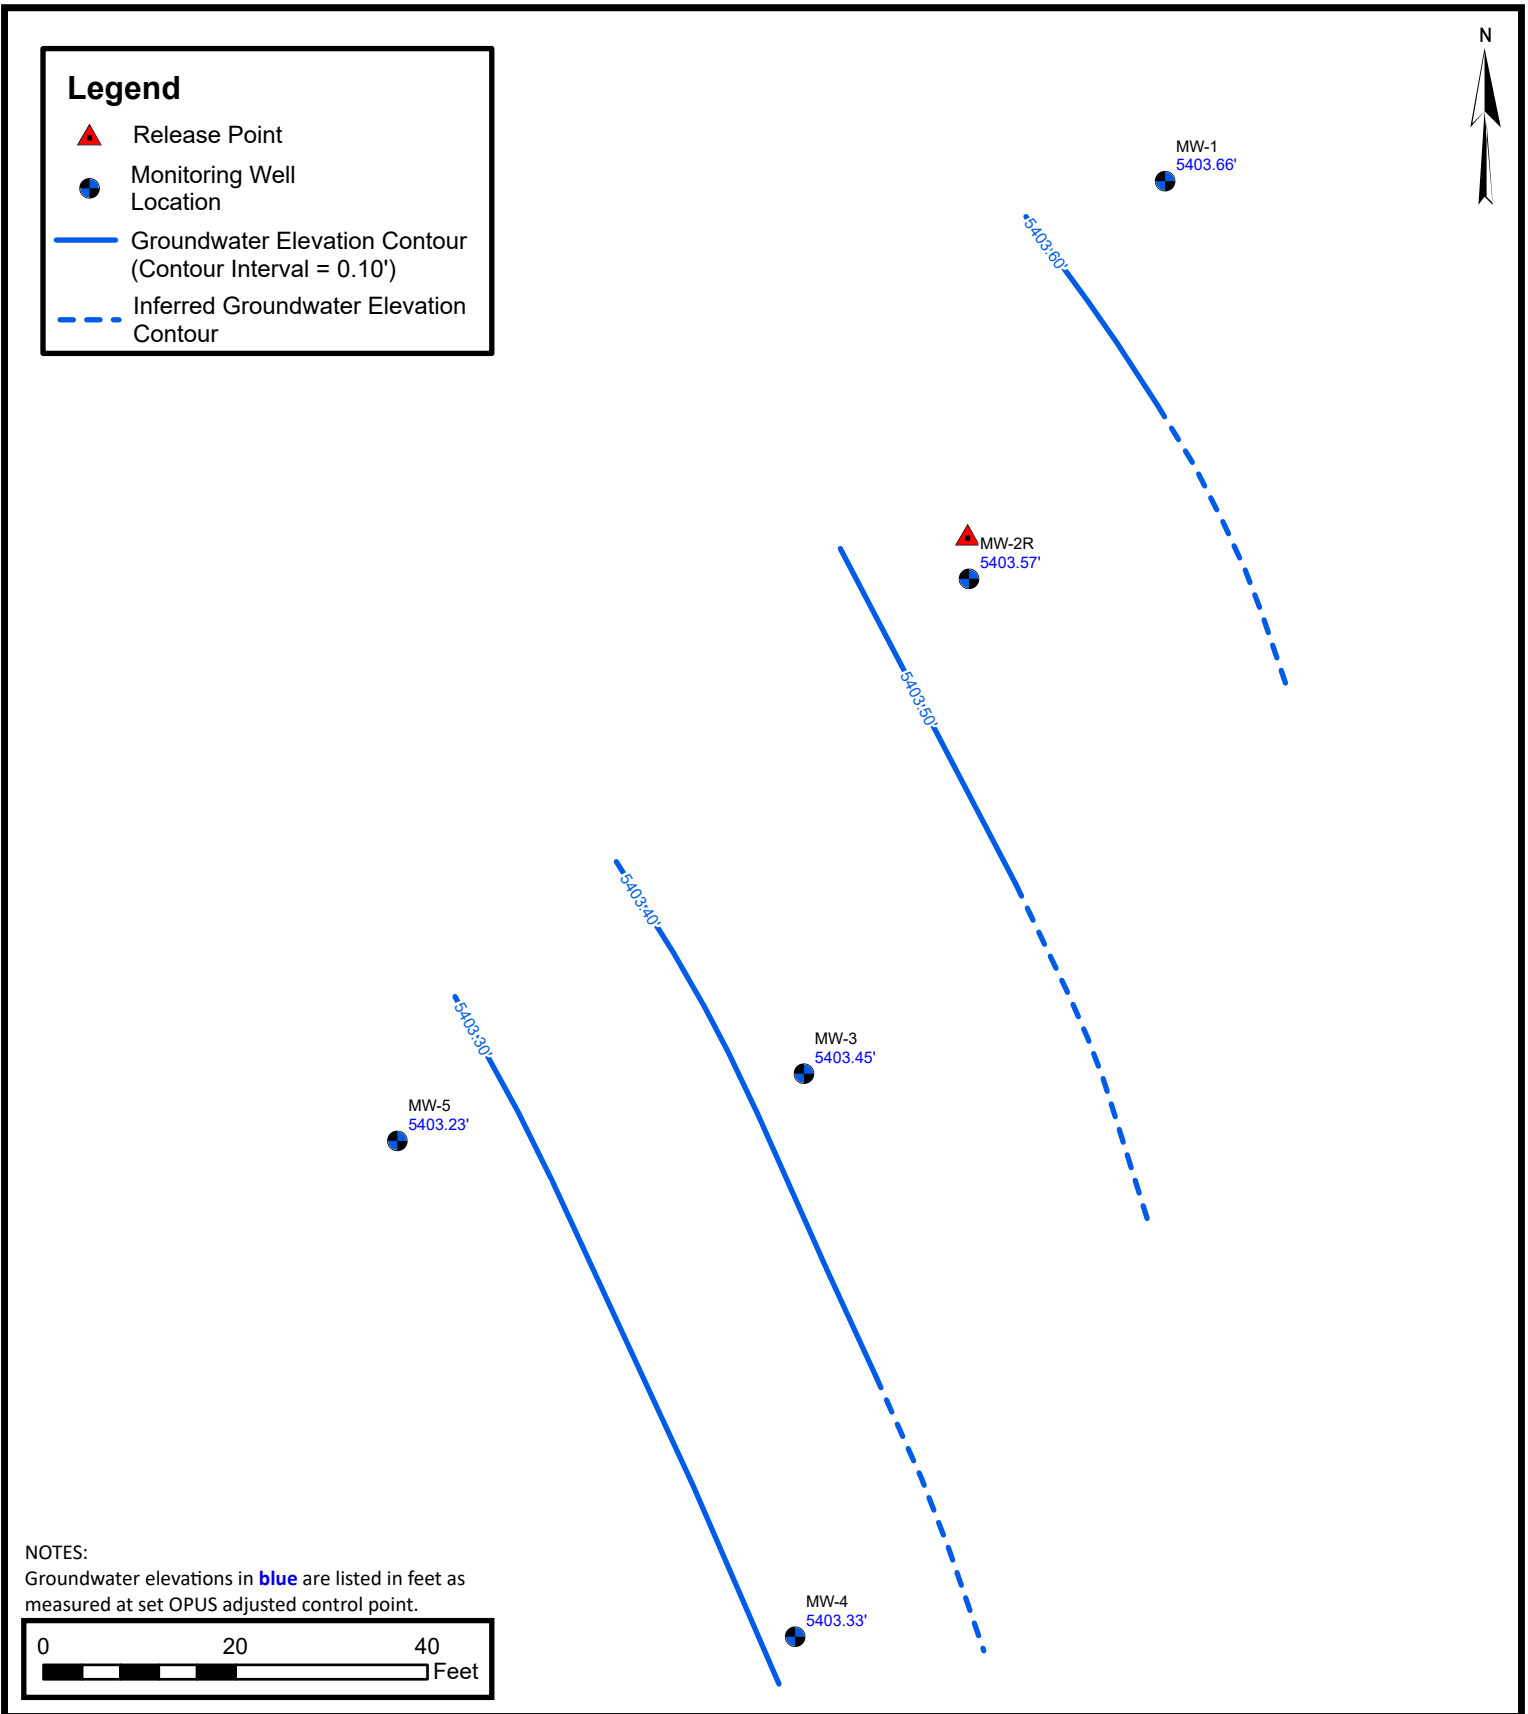 Legend
Release Point
Monitoring Well
Location
Groundwater Elevation Contour
(Contour Interval = 0.10')
Inferred Groundwater Elevation
Contour
N
MW-1
5403.66'
5403.60'
MW-2R
5403.57'
5403.50'
5403.40'
5403.30'
MW-3
5403.45'
MW-5
5403.23'
MW-4
5403.33'
NOTES:
Groundwater elevations in blue are listed in feet as
measured at set OPUS adjusted control point.
0 20 40
Feet